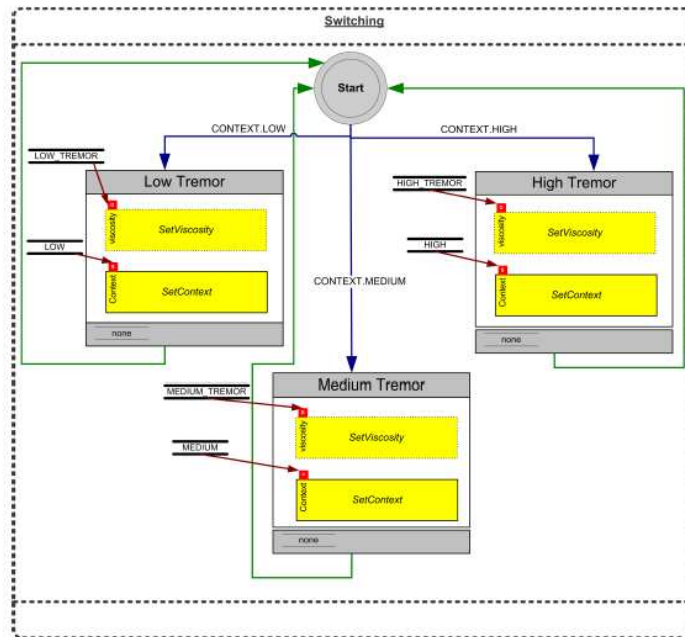 Switching
Start
CONTEXT.LOW
CONTEXT.HIGH
LOW_TREMOR
Low Tremor
viscosity
SetViscosity
LOW
Context
SetContext
none
HIGH_TREMOR
High Tremor
viscosity
SetViscosity
HIGH
Context
SetContext
none
CONTEXT.MEDIUM
MEDIUM_TREMOR
Medium Tremor
viscosity
SetViscosity
MEDIUM
Context
SetContext
none